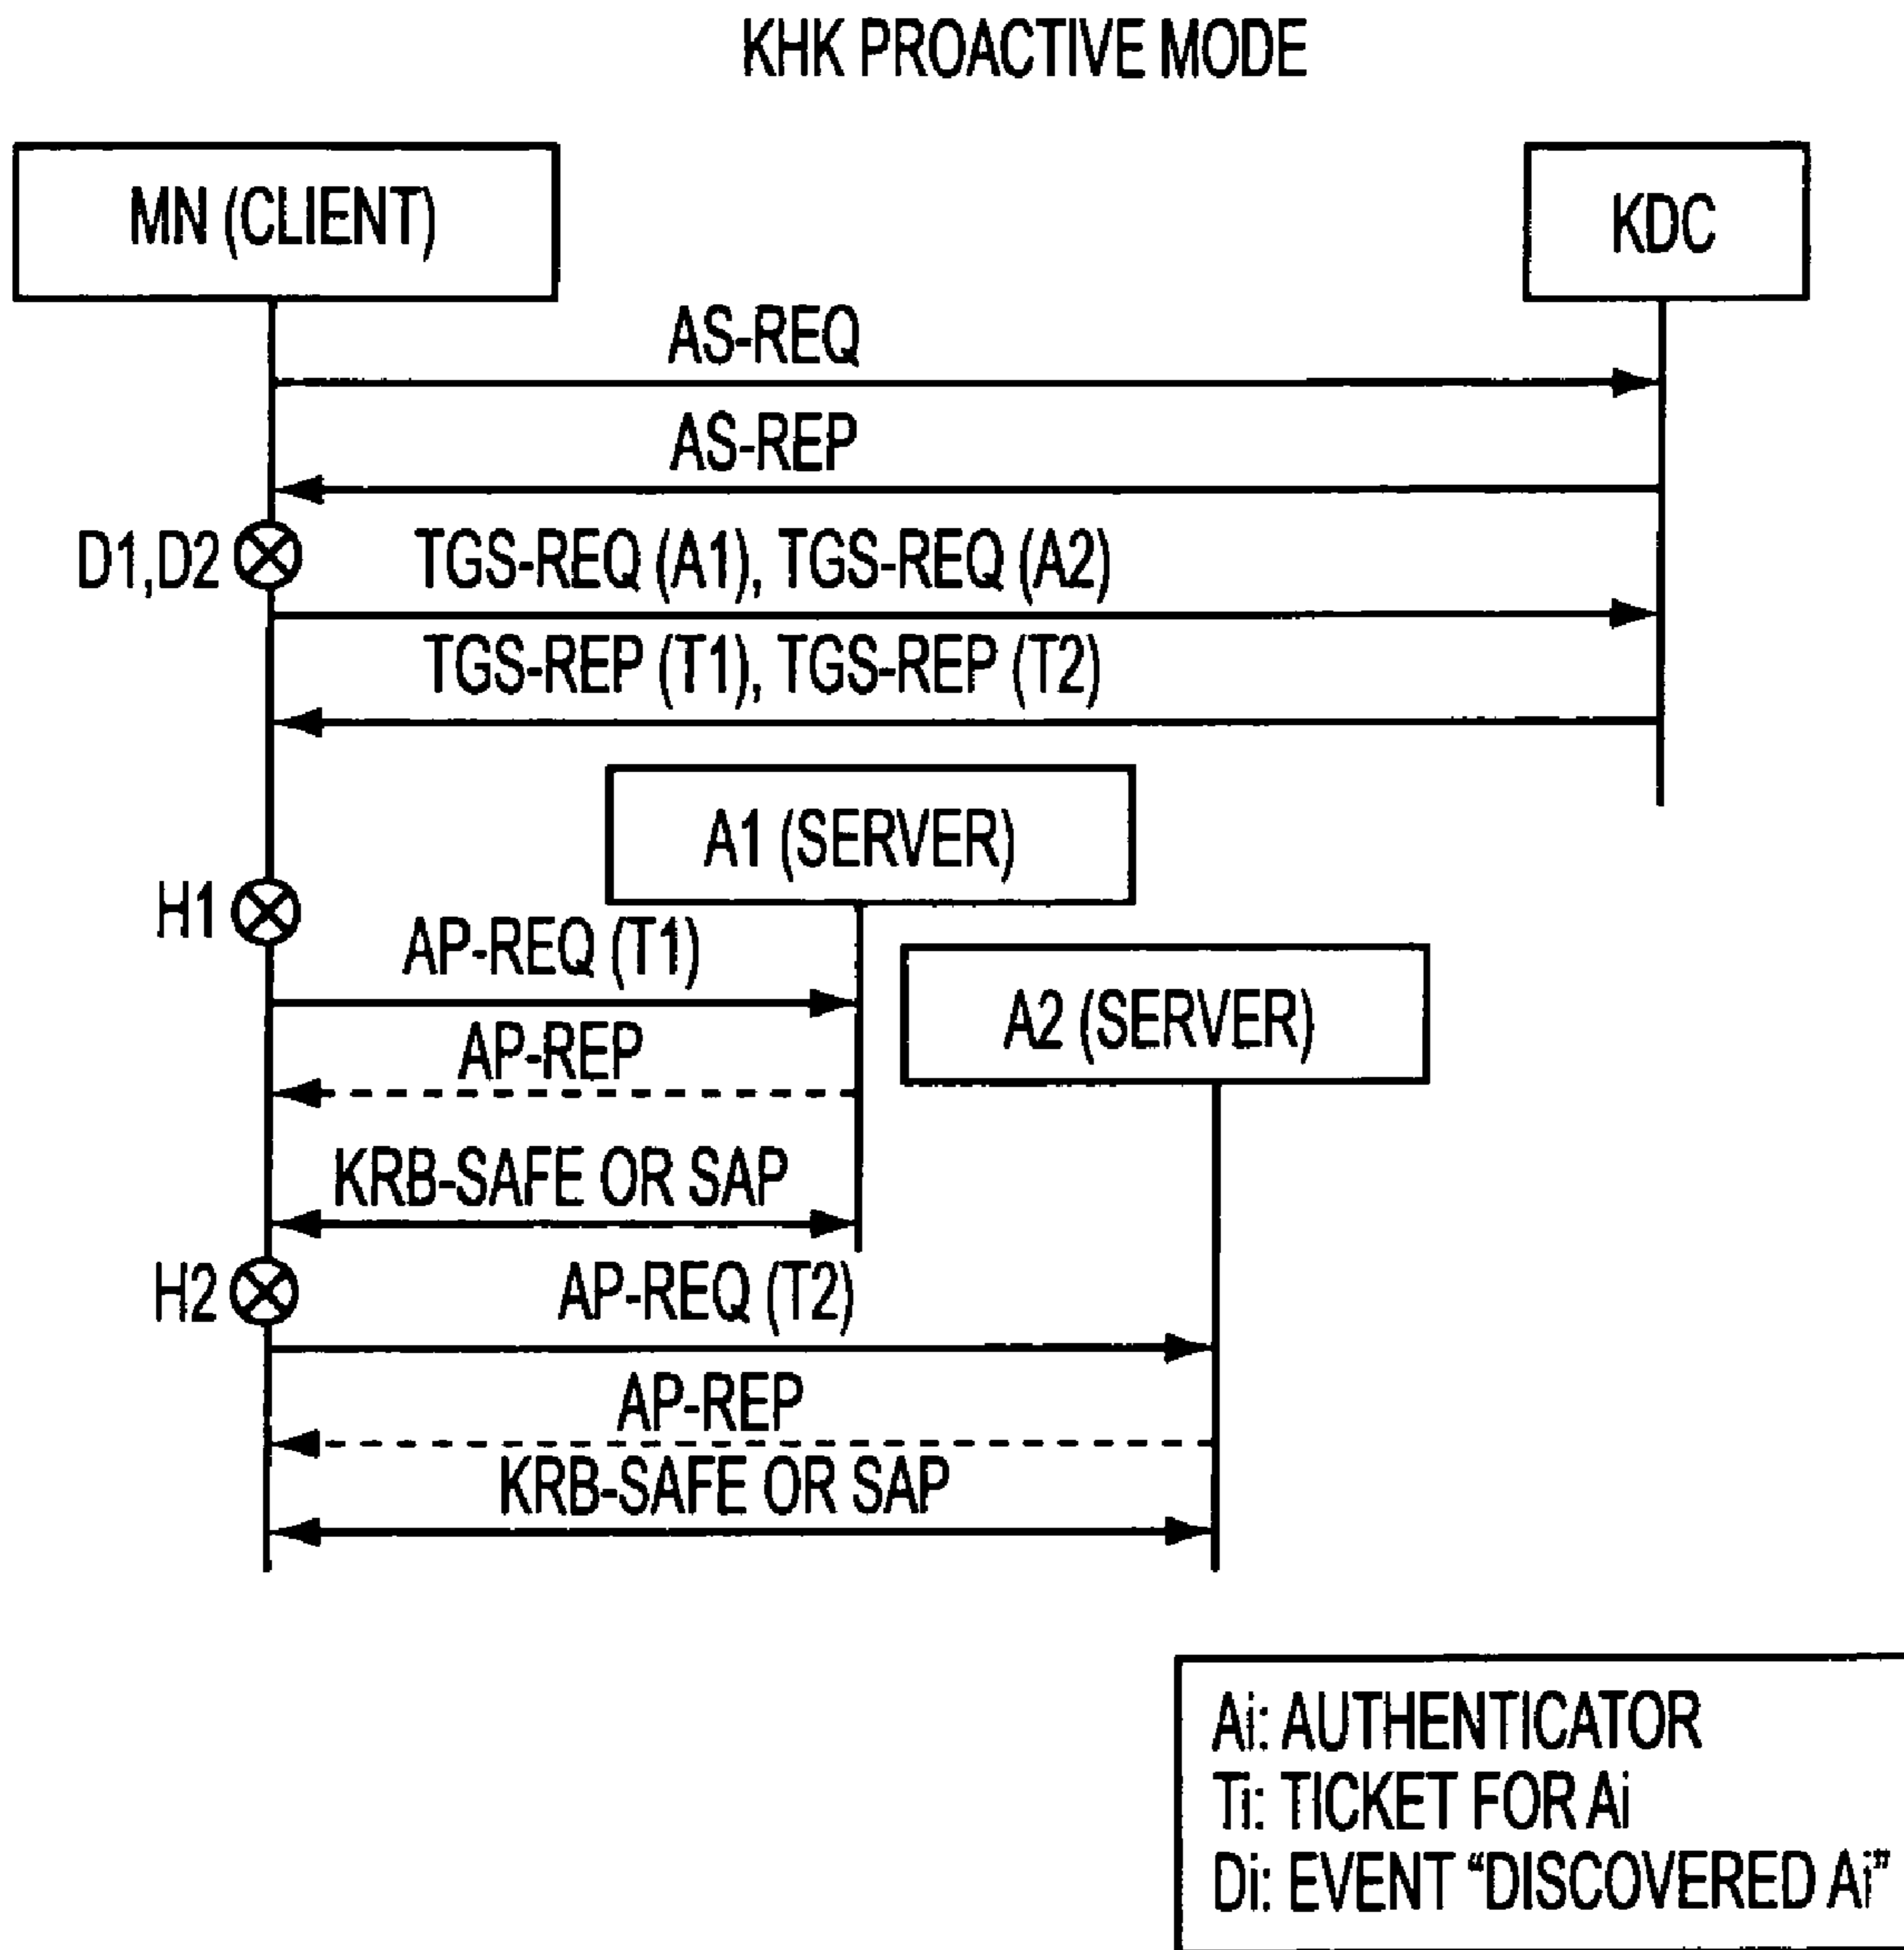 KHK PROACTIVE MODE
MN (CLIENT)
KDC
AS-REQ
AS-REP
D1,D2
TGS-REQ (A1), TGS-REQ (A2)
TGS-REP (T1), TGS-REP (T2)
A1 (SERVER)
H1
AP-REQ (T1)
A2 (SERVER)
AP-REP
KRB-SAFE OR SAP
H2
AP-REQ (T2)
AP-REP
KRB-SAFE OR SAP
Ai: AUTHENTICATOR
Ti: TICKET FOR Ai
Di: EVENT “DISCOVERED Ai”